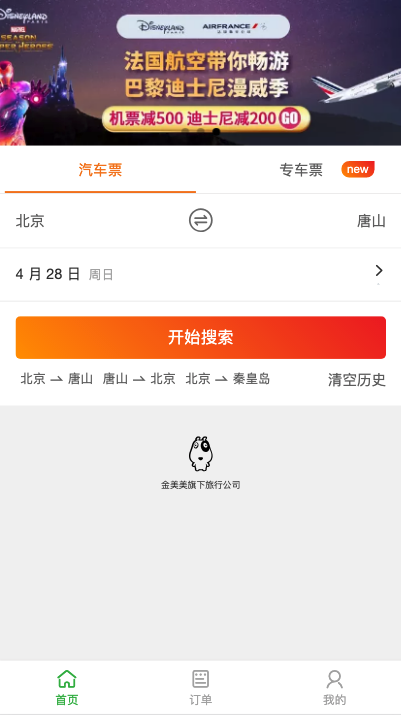 DISNEYLAND
PARIS
MARVEL
SEASON
SUPER HEROES
DISNEYLAND
PARIS
AIRFRANCE
法国航空带你畅游
巴黎迪士尼漫威季
机票减500 迪士尼减200 GO
汽车票
专车票
new
北京
唐山
4 月 28 日 周日
开始搜索
北京 → 唐山 唐山 → 北京 北京 → 秦皇岛
清空历史
金美美旗下旅行公司
首页
订单
我的